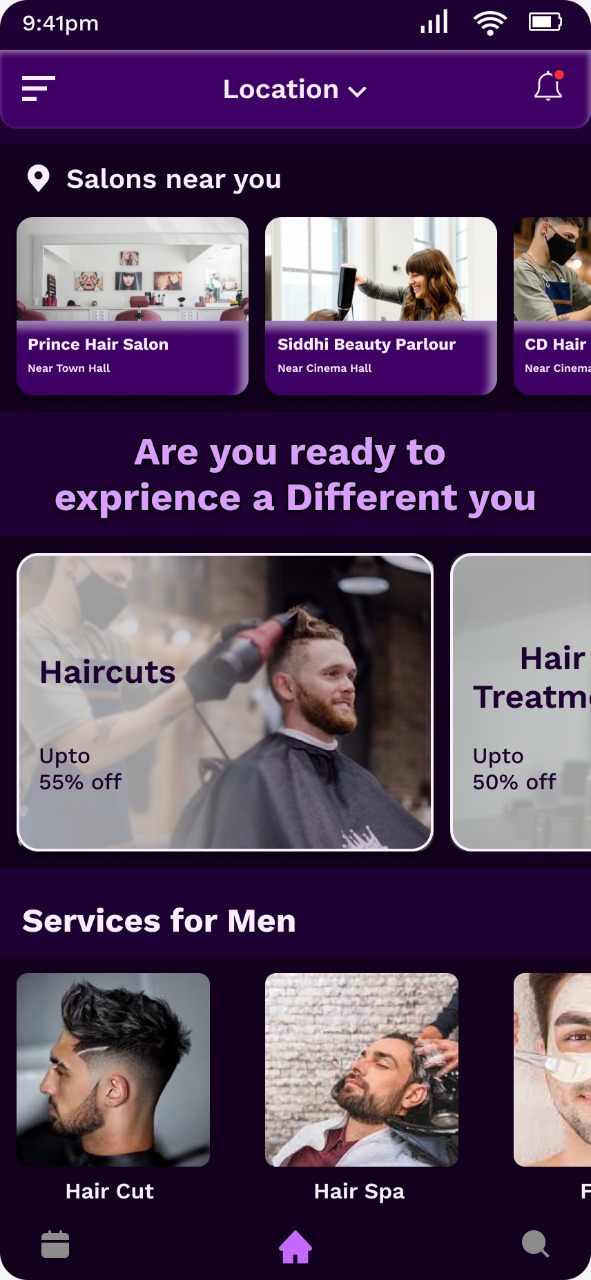 9:41pm
Location
Salons near you
Prince Hair Salon
Near Town Hall
Siddhi Beauty Parlour
Near Cinema Hall
CD Hair
Near Cinema
Are you ready to
exprience a Different you
Haircuts
Upto
55% off
Hair
Treatme
Upto
50% off
Services for Men
Hair Cut
Hair Spa
F